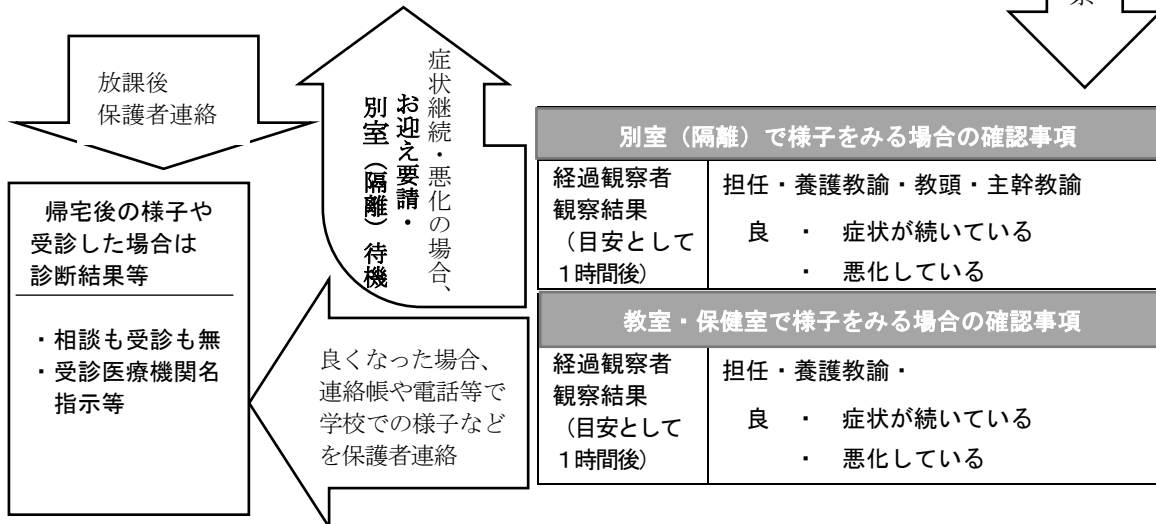 放課後
保護者連絡
症状継続・悪化の場合、
お迎え要請・
別室（隔離）待機
帰宅後の様子や
受診した場合は
診断結果等
・相談も受診も無
・受診医療機関名
指示等
良くなった場合、
連絡帳や電話等で
学校での様子など
を保護者連絡
別室（隔離）で様子をみる場合の確認事項
経過観察者
観察結果
（目安として
１時間後）
担任・養護教諭・教頭・主幹教諭
良　・　症状が続いている
・　悪化している
教室・保健室で様子をみる場合の確認事項
経過観察者
観察結果
（目安として
１時間後）
担任・養護教諭・
良　・　症状が続いている
・　悪化している